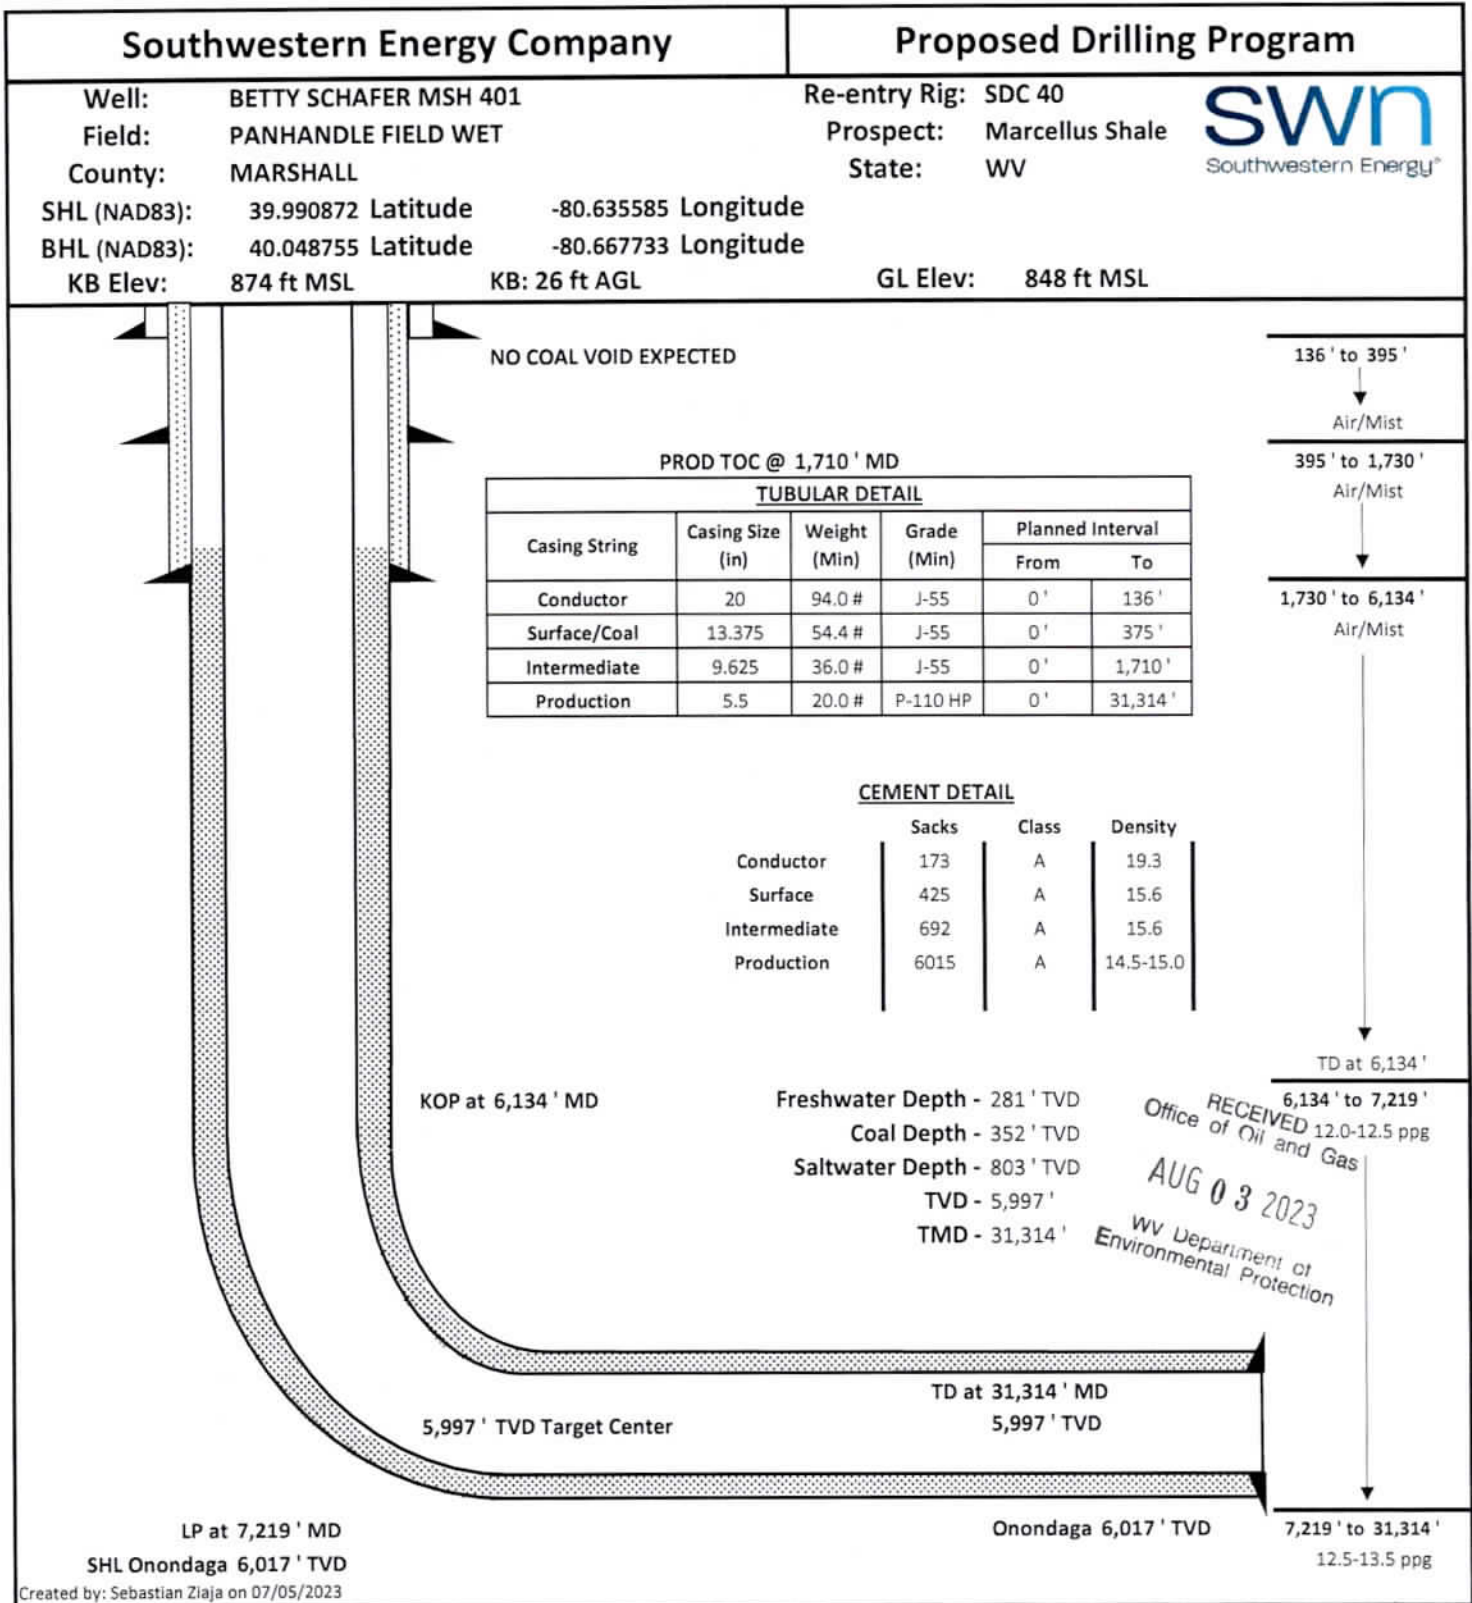 Southwestern Energy Company
Proposed Drilling Program
Well: BETTY SCHAFER MSH 401 Re-entry Rig: SDC 40
Field: PANHANDLE FIELD WET Prospect: Marcellus Shale
County: MARSHALL State: WV
swn
Southwestern Energy®
SHL (NAD83): 39.990872 Latitude -80.635585 Longitude
BHL (NAD83): 40.048755 Latitude -80.667733 Longitude
KB Elev: 874 ft MSL KB: 26 ft AGL GL Elev: 848 ft MSL
NO COAL VOID EXPECTED
136 ' to 395 '
Air/Mist
395 ' to 1,730 '
Air/Mist
PROD TOC @ 1,710 ' MD
TUBULAR DETAIL
Casing String Casing Size (in) Weight (Min) Grade (Min) Planned Interval
From To
Conductor 20 94.0 # J-55 0 ' 136 '
Surface/Coal 13.375 54.4 # J-55 0 ' 375 '
Intermediate 9.625 36.0 # J-55 0 ' 1,710 '
Production 5.5 20.0 # P-110 HP 0 ' 31,314 '
1,730 ' to 6,134 '
Air/Mist
CEMENT DETAIL
Sacks Class Density
Conductor 173 A 19.3
Surface 425 A 15.6
Intermediate 692 A 15.6
Production 6015 A 14.5-15.0
TD at 6,134 '
KOP at 6,134 ' MD
Freshwater Depth - 281 ' TVD
Coal Depth - 352 ' TVD
Saltwater Depth - 803 ' TVD
TVD - 5,997 '
TMD - 31,314 '
6,134 ' to 7,219 '
12.0-12.5 ppg
RECEIVED
Office of Oil and Gas
AUG 03 2023
WV Department of
Environmental Protection
TD at 31,314 ' MD
5,997 ' TVD
5,997 ' TVD Target Center
LP at 7,219 ' MD
SHL Onondaga 6,017 ' TVD
Onondaga 6,017 ' TVD
7,219 ' to 31,314 '
12.5-13.5 ppg
Created by: Sebastian Ziaja on 07/05/2023